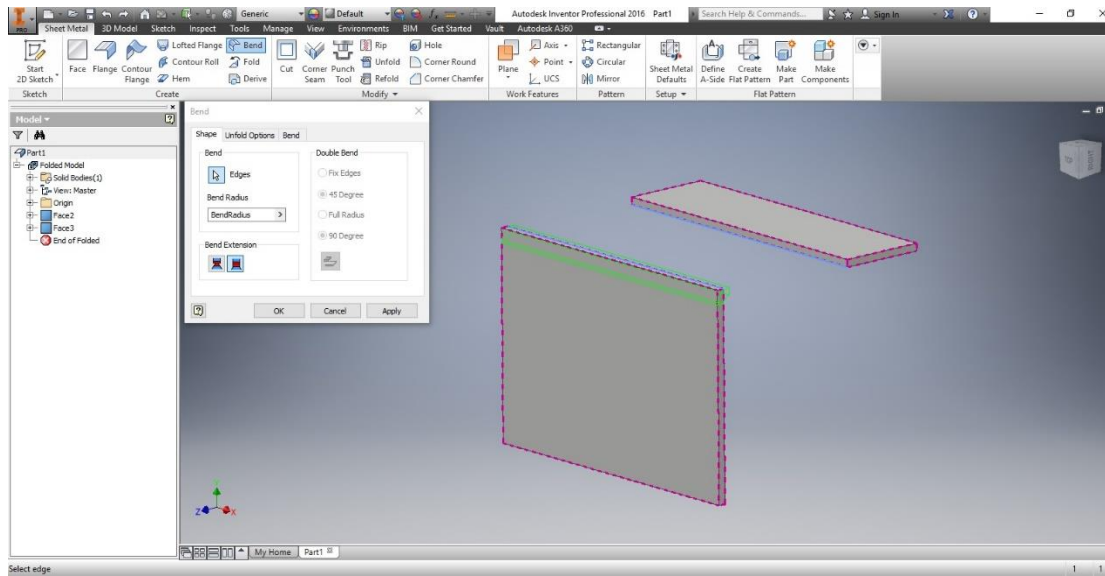 Generic
Default
Autodesk Inventor Professional 2016 Part1
Search Help & Commands...
Sign In
PRO
Sheet Metal 3D Model Sketch Inspect Tools Manage View Environments BIM Get Started Vault Autodesk A360
Start 2D Sketch
Face
Flange
Contour Flange
Lofted Flange
Contour Roll
Hem
Bend
Fold
Derive
Cut
Corner Seam
Punch Tool
Rip
Unfold
Refold
Hole
Corner Round
Corner Chamfer
Plane
Axis
Point
UCS
Rectangular
Circular
Mirror
Sheet Metal Defaults
Define A-Side
Create Flat Pattern
Make Part
Make Components
Sketch Create Modify Work Features Pattern Setup Flat Pattern
Model
Part1
Folded Model
Solid Bodies(1)
View: Master
Origin
Face2
Face3
End of Folded
Bend
Shape Unfold Options Bend
Bend
Edges
Bend Radius
BendRadius
Bend Extension
Double Bend
Fix Edges
45 Degree
Full Radius
90 Degree
OK Cancel Apply
RIGHT
Z X
My Home Part1
Select edge
1 1